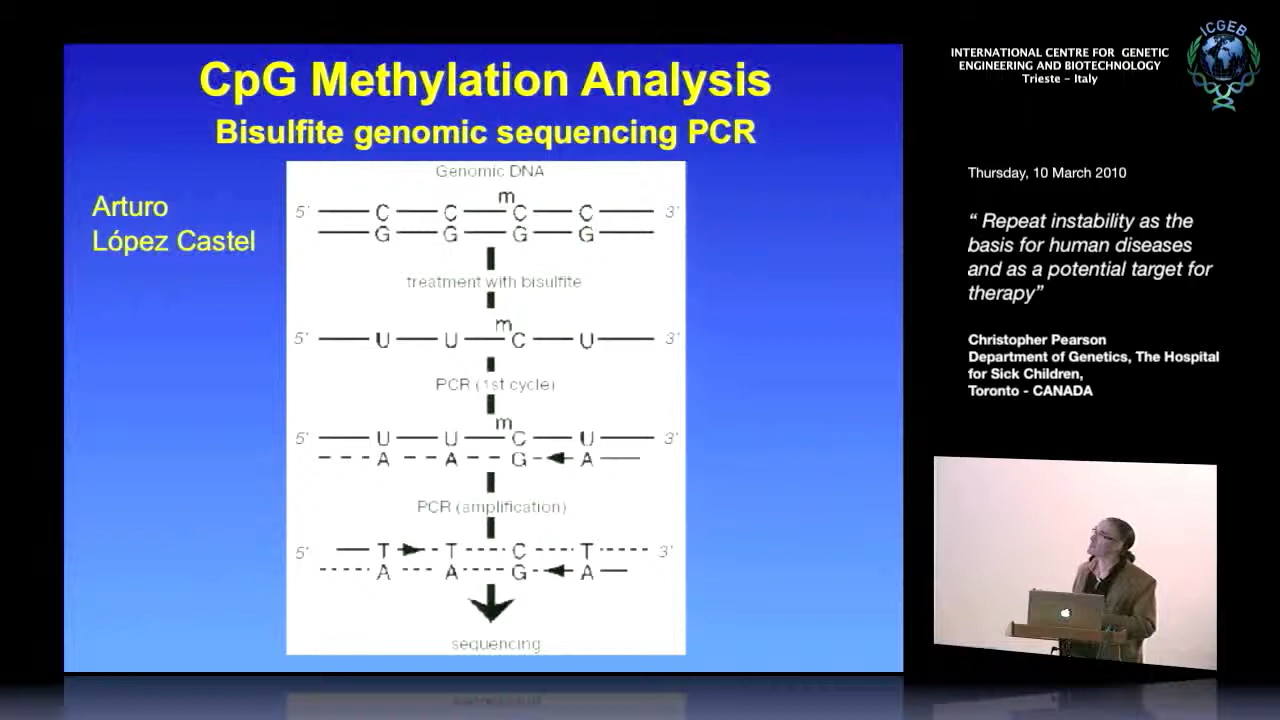 CpG Methylation Analysis
Bisulfite genomic sequencing PCR
Arturo
López Castel
Genomic DNA
m
5' C C C C 3'
G G G G
treatment with bisulfite
m
5' U U C U 3'
PCR (1st cycle)
m
5' U U C U 3'
A A G A
PCR (amplification)
5' T T C T 3'
A A G A
sequencing
INTERNATIONAL CENTRE FOR GENETIC
ENGINEERING AND BIOTECHNOLOGY
Trieste - Italy
ICGEB
Thursday, 10 March 2010
“ Repeat instability as the
basis for human diseases
and as a potential target for
therapy”
Christopher Pearson
Department of Genetics, The Hospital
for Sick Children,
Toronto - CANADA